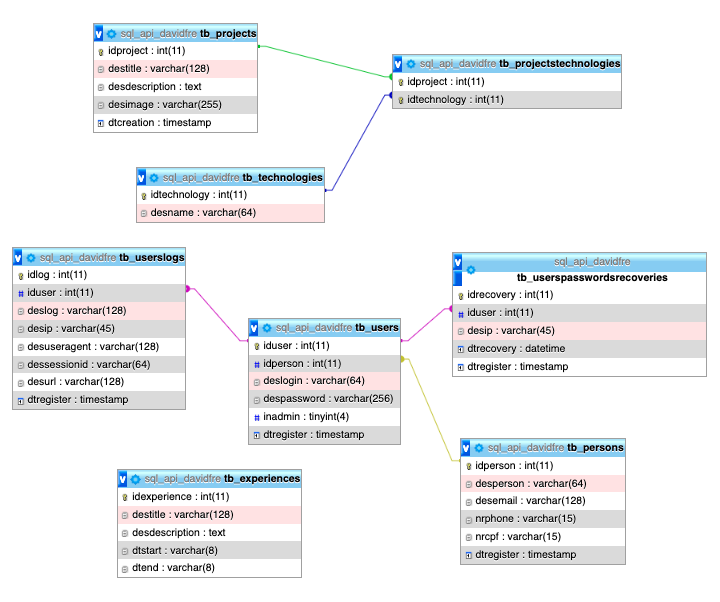 sql_api_davidfre tb_projects
idproject : int(11)
destitle : varchar(128)
desdescription : text
desimage : varchar(255)
dtcreation : timestamp
sql_api_davidfre tb_projectstechnologies
idproject : int(11)
idtechnology : int(11)
sql_api_davidfre tb_technologies
idtechnology : int(11)
desname : varchar(64)
sql_api_davidfre tb_userslogs
idlog : int(11)
iduser : int(11)
deslog : varchar(128)
desip : varchar(45)
desuseragent : varchar(128)
dessessionid : varchar(64)
desurl : varchar(128)
dtregister : timestamp
sql_api_davidfre
tb_userspasswordsrecoveries
idrecovery : int(11)
iduser : int(11)
desip : varchar(45)
dtrecovery : datetime
dtregister : timestamp
sql_api_davidfre tb_users
iduser : int(11)
idperson : int(11)
deslogin : varchar(64)
despassword : varchar(256)
inadmin : tinyint(4)
dtregister : timestamp
sql_api_davidfre tb_persons
idperson : int(11)
desperson : varchar(64)
desemail : varchar(128)
nrphone : varchar(15)
nrcpf : varchar(15)
dtregister : timestamp
sql_api_davidfre tb_experiences
idexperience : int(11)
destitle : varchar(128)
desdescription : text
dtstart : varchar(8)
dtend : varchar(8)